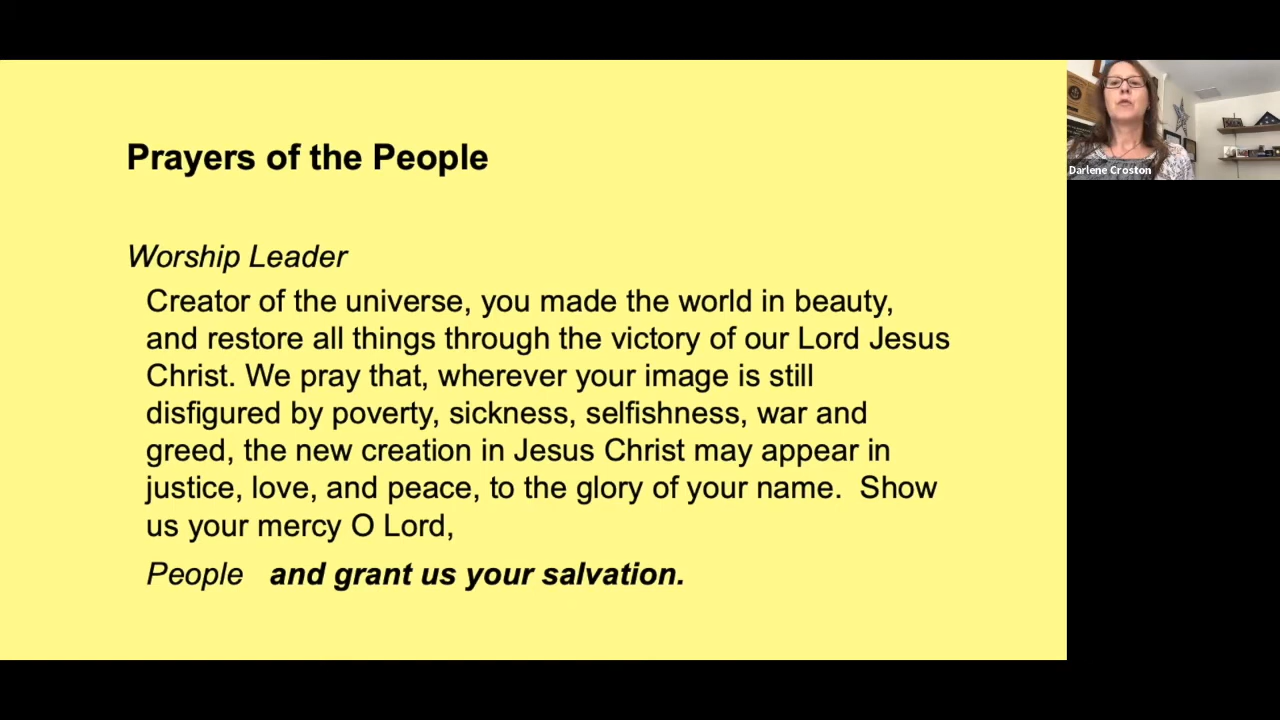 Prayers of the People
Worship Leader
Creator of the universe, you made the world in beauty,
and restore all things through the victory of our Lord Jesus
Christ. We pray that, wherever your image is still
disfigured by poverty, sickness, selfishness, war and
greed, the new creation in Jesus Christ may appear in
justice, love, and peace, to the glory of your name.  Show
us your mercy O Lord,
People   and grant us your salvation.
Darlene Croston